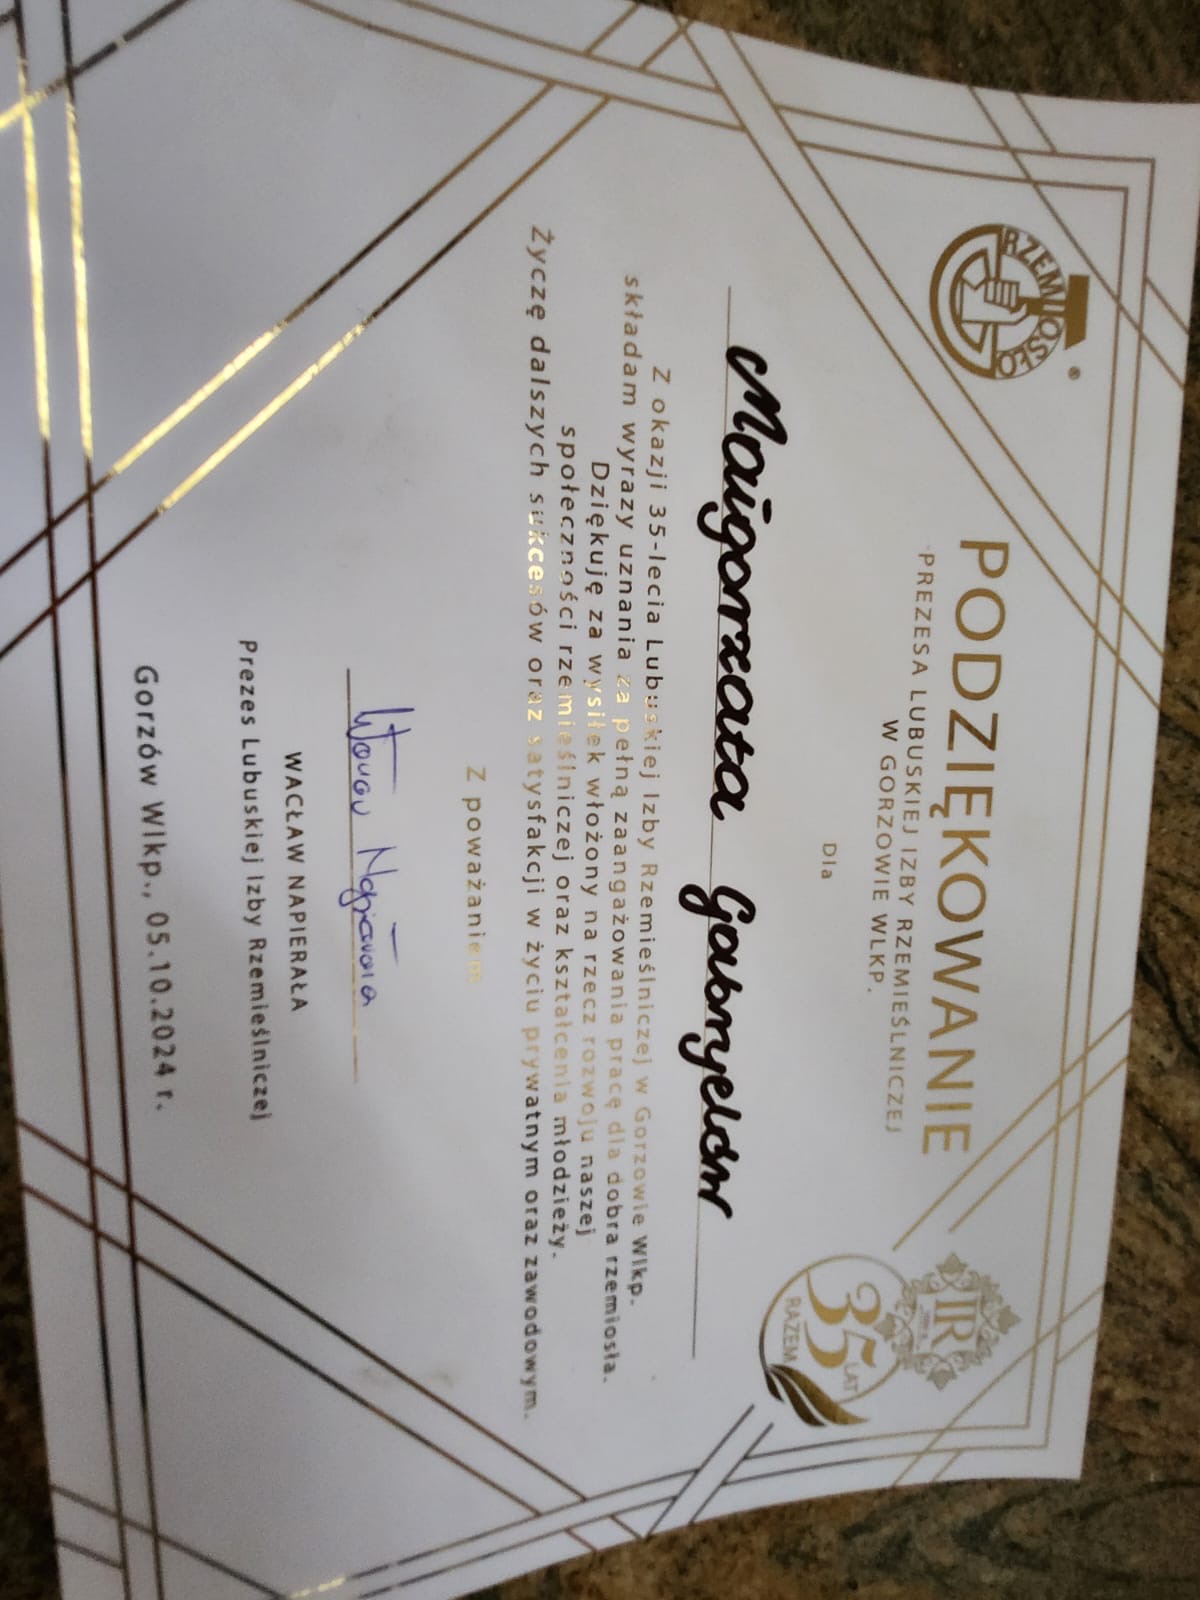 RZEMIOSŁO
®
IR
35
LAT
RAZEM
PODZIĘKOWANIE
PREZESA LUBUSKIEJ IZBY RZEMIEŚLNICZEJ
W GORZOWIE WLKP.
Dla
Małgorzata Gabryelów
Z okazji 35-lecia Lubuskiej Izby Rzemieślniczej w Gorzowie Wlkp.
składam wyrazy uznania za pełną zaangażowania pracę dla dobra rzemiosła.
Dziękuję za wysiłek włożony na rzecz rozwoju naszej
społeczności rzemieślniczej oraz kształcenia młodzieży.
Życzę dalszych sukcesów oraz satysfakcji w życiu prywatnym oraz zawodowym.
Z poważaniem
Wacław Napierała
WACŁAW NAPIERAŁA
Prezes Lubuskiej Izby Rzemieślniczej
Gorzów Wlkp., 05.10.2024 r.